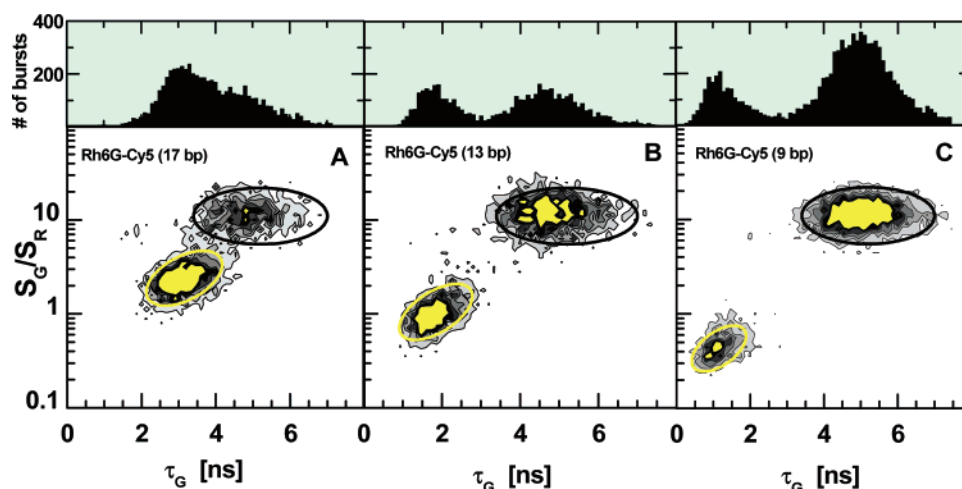 400
200
# of bursts
Rh6G-Cy5 (17 bp)
A
Rh6G-Cy5 (13 bp)
B
Rh6G-Cy5 (9 bp)
C
10
1
0.1
S_G/S_R
0 2 4 6 0 2 4 6 0 2 4 6
τ_G [ns] τ_G [ns] τ_G [ns]